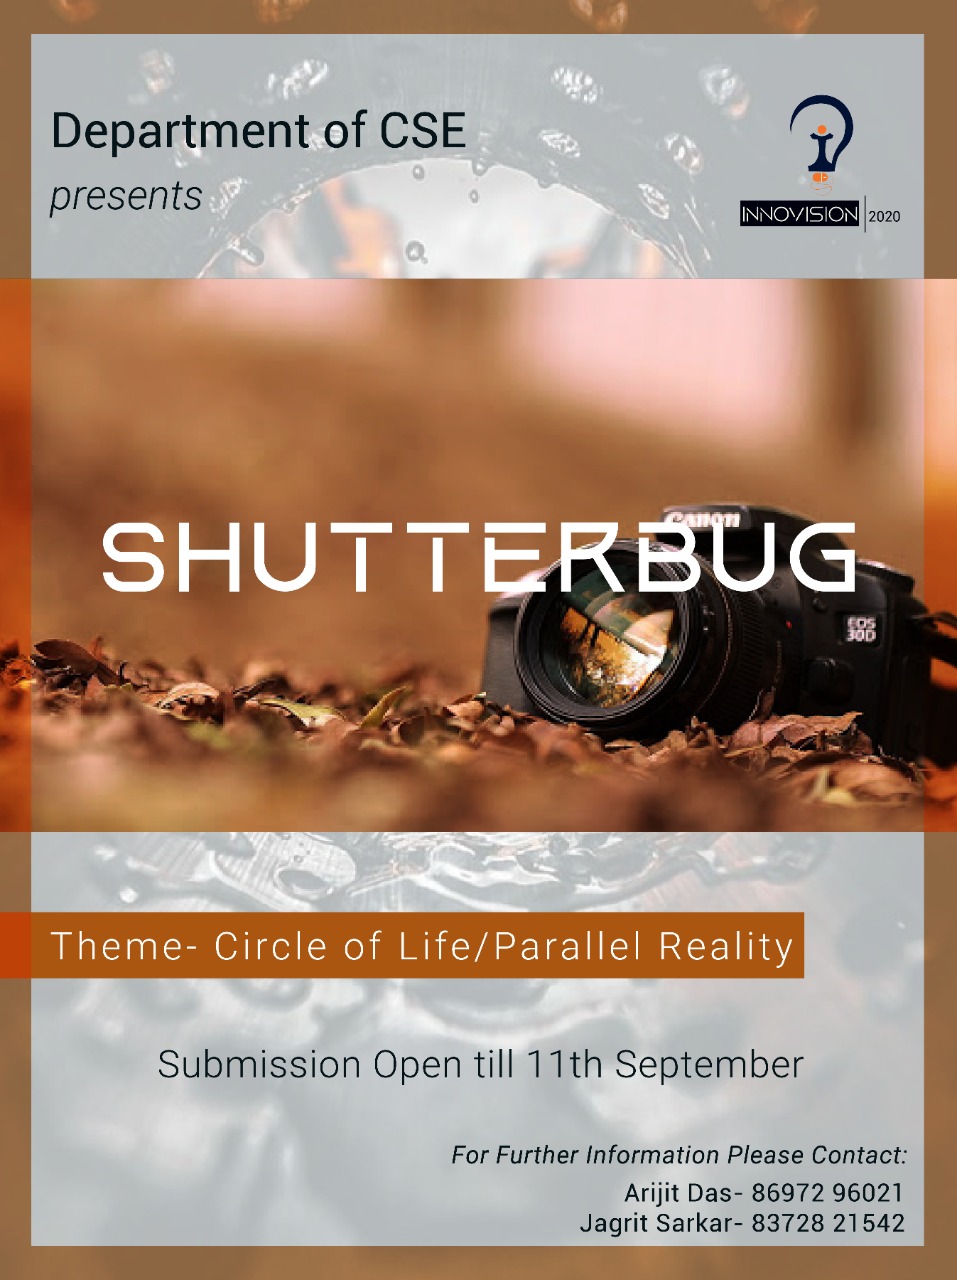 Department of CSE
presents
INNOVISION 2020
Canon
SHUTTERBUG
EOS
30D
Theme- Circle of Life/Parallel Reality
Submission Open till 11th September
For Further Information Please Contact:
Arijit Das- 86972 96021
Jagrit Sarkar- 83728 21542